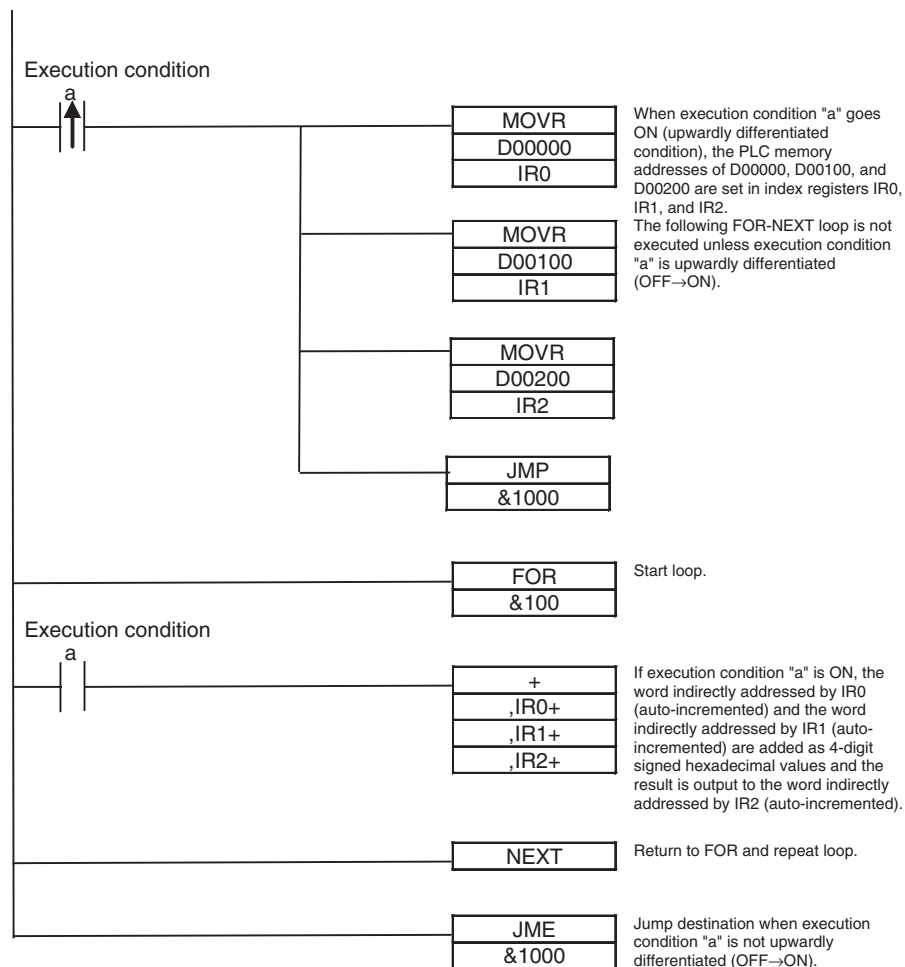 Execution condition
a
MOVR
D00000
IR0
When execution condition "a" goes
ON (upwardly differentiated
condition), the PLC memory
addresses of D00000, D00100, and
D00200 are set in index registers IR0,
IR1, and IR2.
The following FOR-NEXT loop is not
executed unless execution condition
"a" is upwardly differentiated
(OFF→ON).
MOVR
D00100
IR1
MOVR
D00200
IR2
JMP
&1000
FOR
&100
Start loop.
Execution condition
a
+
,IR0+
,IR1+
,IR2+
If execution condition "a" is ON, the
word indirectly addressed by IR0
(auto-incremented) and the word
indirectly addressed by IR1 (auto-
incremented) are added as 4-digit
signed hexadecimal values and the
result is output to the word indirectly
addressed by IR2 (auto-incremented).
NEXT
Return to FOR and repeat loop.
JME
&1000
Jump destination when execution
condition "a" is not upwardly
differentiated (OFF→ON).